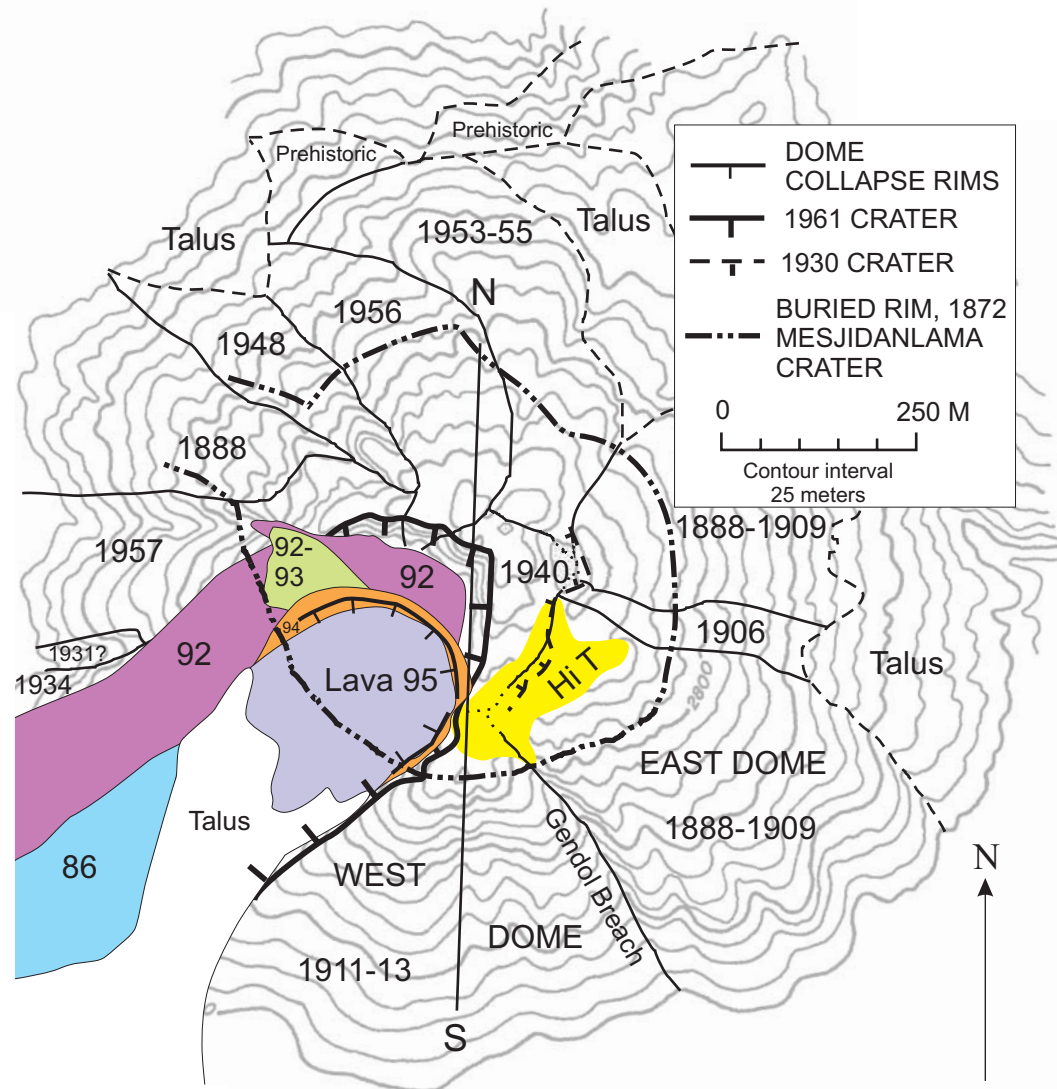 Prehistoric
Prehistoric
DOME
COLLAPSE RIMS
1961 CRATER
1930 CRATER
BURIED RIM, 1872
MESJIDANLAMA
CRATER
0 250 M
Contour interval
25 meters
Talus
1953-55
Talus
N
1956
1948
1888
1957
92-
93
92
1940
1888-1909
1906
94
1931?
92
1934
Lava 95
Hi T
Talus
2800
EAST DOME
1888-1909
Talus
86
WEST
DOME
Gendol Breach
1911-13
S
N